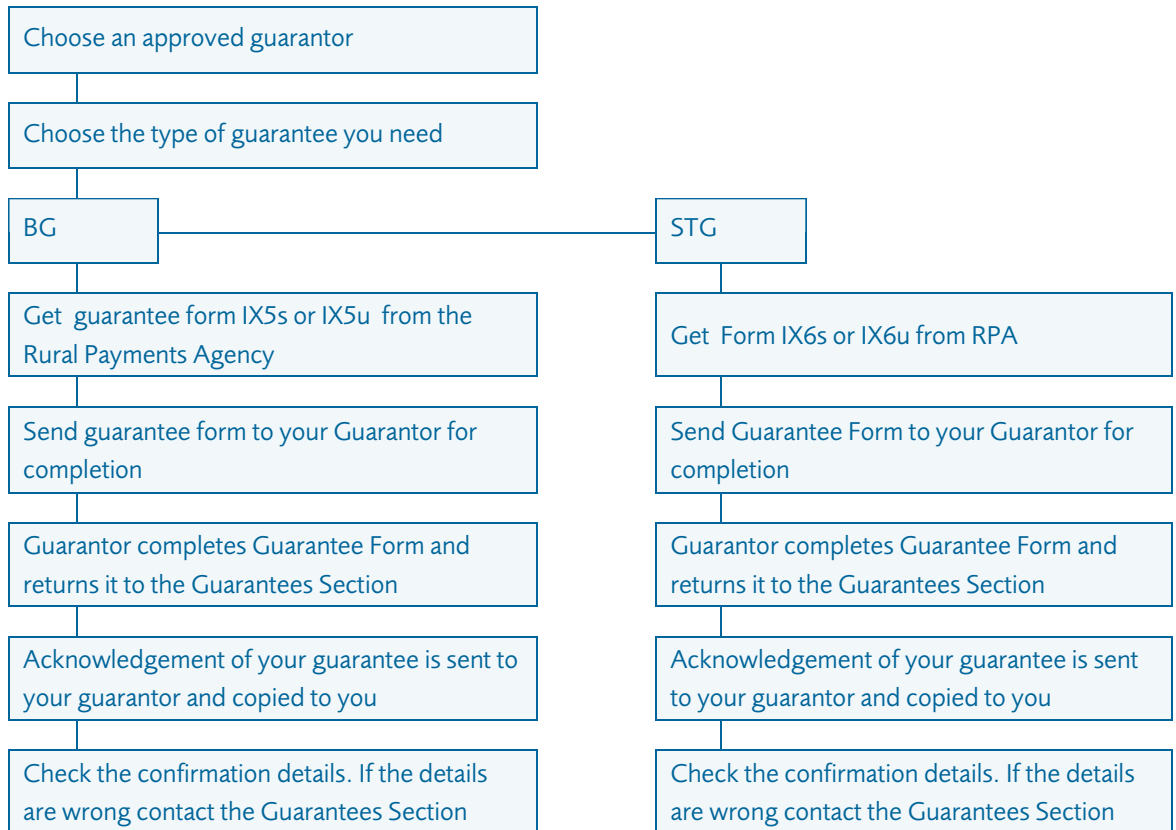 Choose an approved guarantor
Choose the type of guarantee you need
BG
STG
Get guarantee form IX5s or IX5u from the
Rural Payments Agency
Get Form IX6s or IX6u from RPA
Send guarantee form to your Guarantor for
completion
Send Guarantee Form to your Guarantor for
completion
Guarantor completes Guarantee Form and
returns it to the Guarantees Section
Guarantor completes Guarantee Form and
returns it to the Guarantees Section
Acknowledgement of your guarantee is sent to
your guarantor and copied to you
Acknowledgement of your guarantee is sent
to your guarantor and copied to you
Check the confirmation details. If the details
are wrong contact the Guarantees Section
Check the confirmation details. If the details
are wrong contact the Guarantees Section